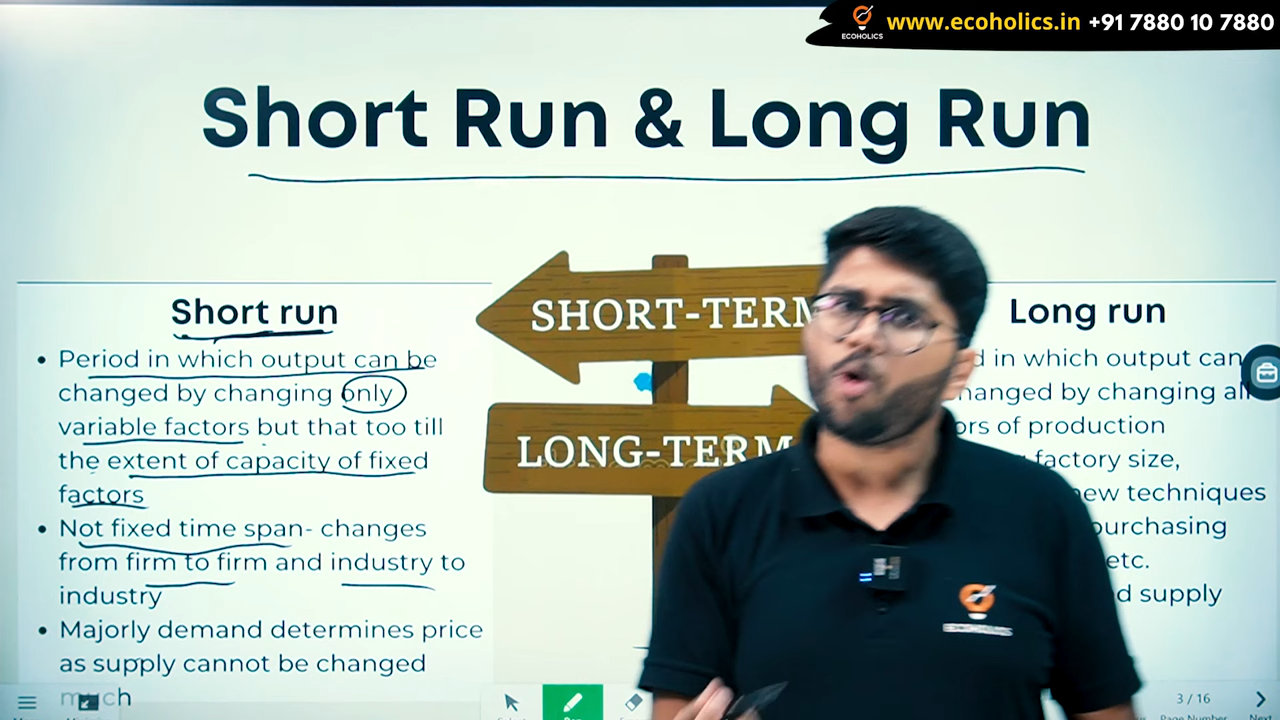 www.ecoholics.in +91 7880 10 7880
ECOHOLICS
Short Run & Long Run
SHORT-TERM
LONG-TERM
Short run
• Period in which output can be
changed by changing only
variable factors but that too till
the extent of capacity of fixed
factors
• Not fixed time span- changes
from firm to firm and industry to
industry
• Majorly demand determines price
as supply cannot be changed
much
Long run
in which output can
changing all
of production
factory size,
new techniques
purchasing
etc.
supply
ECOHOLICS
3 / 16
Page Number
Next